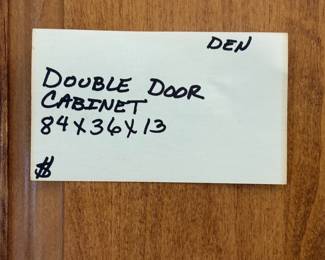 DEN
DOUBLE DOOR
CABINET
84x36x13
$